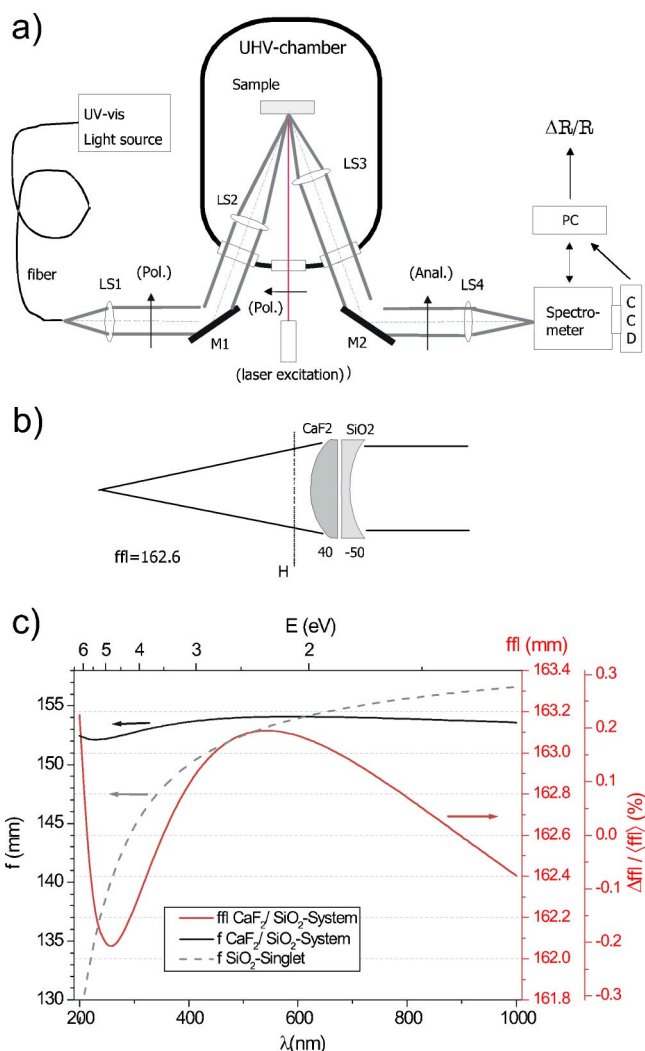 a)
UHV-chamber
Sample
UV-vis
Light source
ΔR/R
LS3
LS2
PC
fiber
LS1
(Pol.)
(Pol.)
(Anal.)
LS4
M1
M2
Spectro-
meter
C
C
D
(laser excitation) )
b)
CaF2 SiO2
ffl=162.6
40 -50
H
c)
E (eV)
6 5 4 3 2
ffl (mm)
f (mm)
155
150
145
140
135
130
163.4
163.2
163.0
162.8
162.6
162.4
162.2
162.0
161.8
0.3
0.2
0.1
0.0
-0.1
-0.2
-0.3
Δffl / ⟨ffl⟩ (%)
ffl CaF₂/ SiO₂-System
f CaF₂/ SiO₂-System
f SiO₂-Singlet
200 400 600 800 1000
λ(nm)